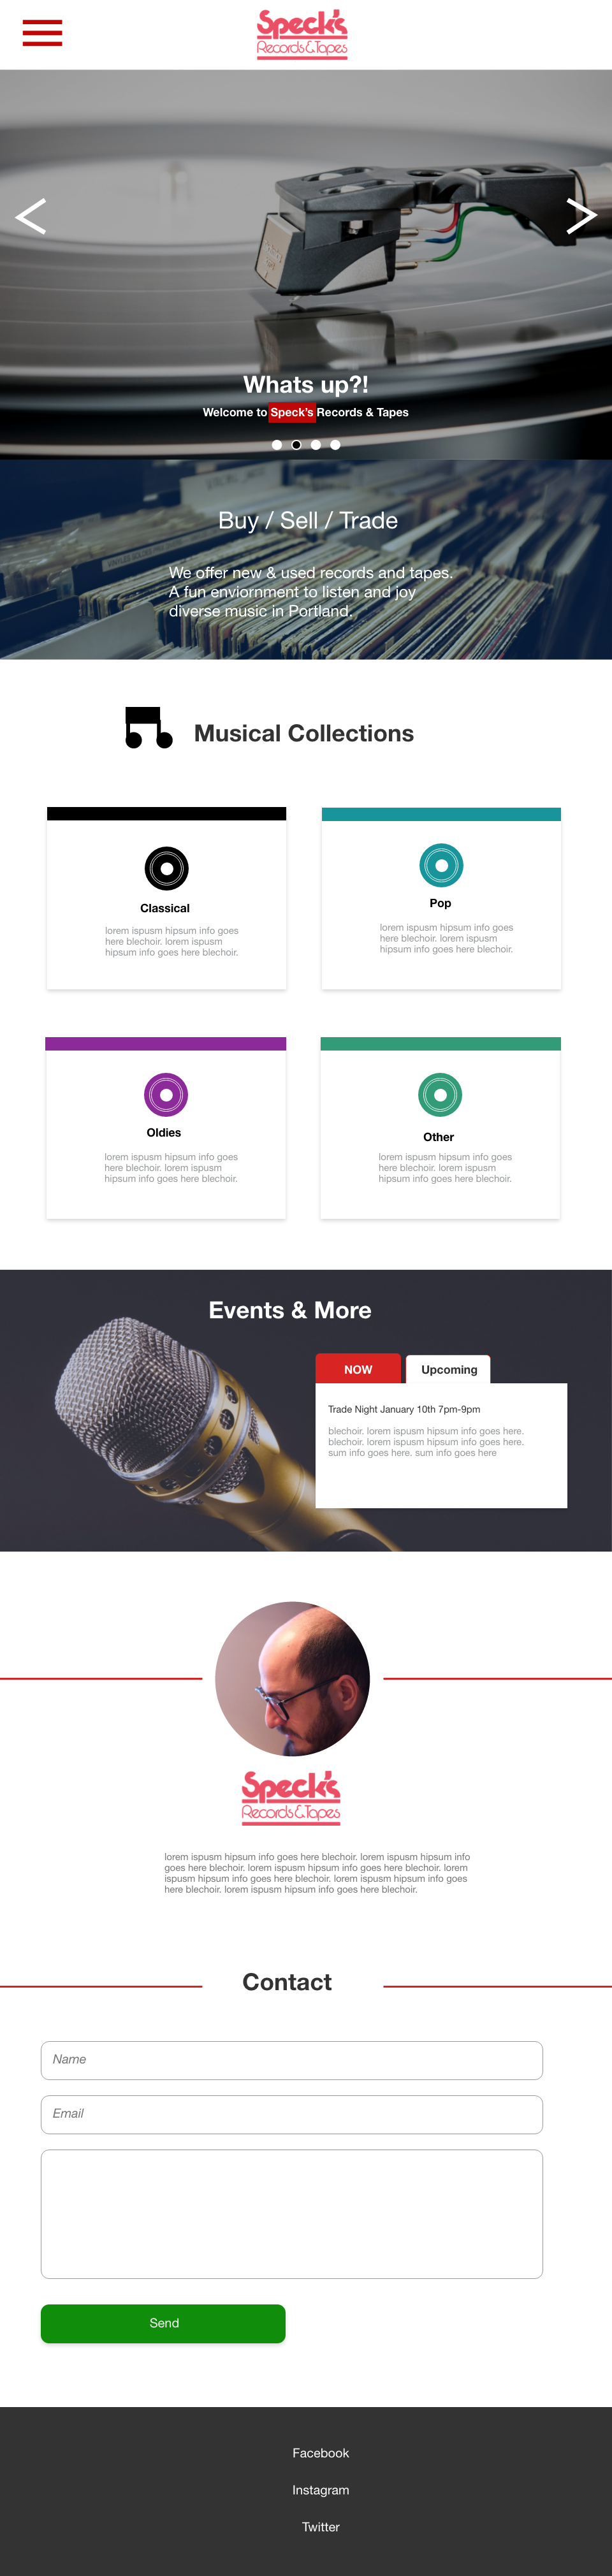 Speck's
Records & Tapes
Whats up?!
Welcome to Speck's Records & Tapes
Buy / Sell / Trade
We offer new & used records and tapes.
A fun enviornment to listen and joy
diverse music in Portland.
Musical Collections
Classical
lorem ispusm hipsum info goes
here blechoir. lorem ispusm
hipsum info goes here blechoir.
Pop
lorem ispusm hipsum info goes
here blechoir. lorem ispusm
hipsum info goes here blechoir.
Oldies
lorem ispusm hipsum info goes
here blechoir. lorem ispusm
hipsum info goes here blechoir.
Other
lorem ispusm hipsum info goes
here blechoir. lorem ispusm
hipsum info goes here blechoir.
Events & More
NOW
Upcoming
Trade Night January 10th 7pm-9pm
blechoir. lorem ispusm hipsum info goes here.
blechoir. lorem ispusm hipsum info goes here.
sum info goes here. sum info goes here
Speck's
Records & Tapes
lorem ispusm hipsum info goes here blechoir. lorem ispusm hipsum info
goes here blechoir. lorem ispusm hipsum info goes here blechoir. lorem
ispusm hipsum info goes here blechoir. lorem ispusm hipsum info goes
here blechoir. lorem ispusm hipsum info goes here blechoir.
Contact
Name
Email
Send
Facebook
Instagram
Twitter